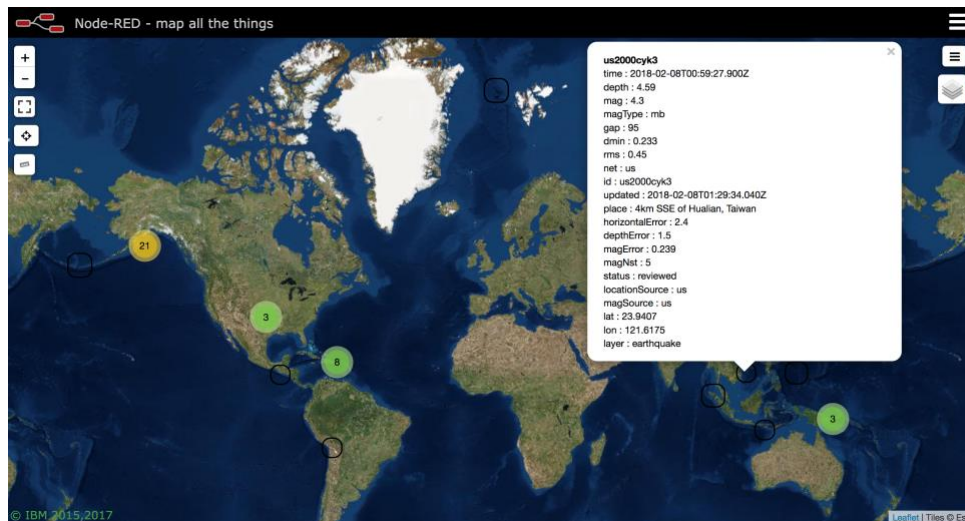 Node-RED - map all the things
+
−
us2000cyk3
time : 2018-02-08T00:59:27.900Z
depth : 4.59
mag : 4.3
magType : mb
gap : 95
dmin : 0.233
rms : 0.45
net : us
id : us2000cyk3
updated : 2018-02-08T01:29:34.040Z
place : 4km SSE of Hualian, Taiwan
horizontalError : 2.4
depthError : 1.5
magError : 0.239
magNst : 5
status : reviewed
locationSource : us
magSource : us
lat : 23.9407
lon : 121.6175
layer : earthquake
×
21
3
8
3
© IBM 2015,2017
Leaflet | Tiles © Es